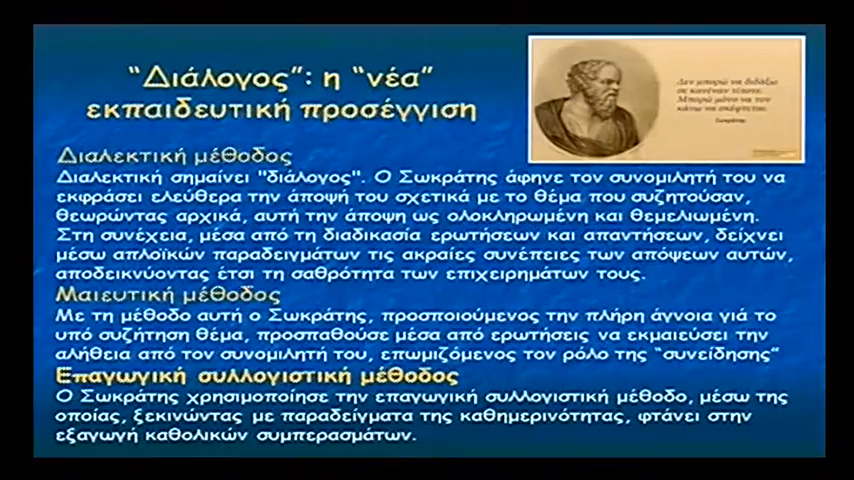 “Διάλογος”: η “νέα”
εκπαιδευτική προσέγγιση
Δεν μπορώ να διδάξω
σε κανέναν τίποτε.
Μπορώ μόνο να τον
κάνω να σκέφτεται.
Σωκράτης
Διαλεκτική μέθοδος
Διαλεκτική σημαίνει "διάλογος". Ο Σωκράτης άφηνε τον συνομιλητή του να
εκφράσει ελεύθερα την άποψή του σχετικά με το θέμα που συζητούσαν,
θεωρώντας αρχικά, αυτή την άποψη ως ολοκληρωμένη και θεμελιωμένη.
Στη συνέχεια, μέσα από τη διαδικασία ερωτήσεων και απαντήσεων, δείχνει
μέσω απλοϊκών παραδειγμάτων τις ακραίες συνέπειες των απόψεων αυτών,
αποδεικνύοντας έτσι τη σαθρότητα των επιχειρημάτων τους.
Μαιευτική μέθοδος
Με τη μέθοδο αυτή ο Σωκράτης, προσποιούμενος την πλήρη άγνοια γιά το
υπό συζήτηση θέμα, προσπαθούσε μέσα από ερωτήσεις να εκμαιεύσει την
αλήθεια από τον συνομιλητή του, επωμιζόμενος τον ρόλο της “συνείδησης”
Επαγωγική συλλογιστική μέθοδος
Ο Σωκράτης χρησιμοποίησε την επαγωγική συλλογιστική μέθοδο, μέσω της
οποίας, ξεκινώντας με παραδείγματα της καθημερινότητας, φτάνει στην
εξαγωγή καθολικών συμπερασμάτων.